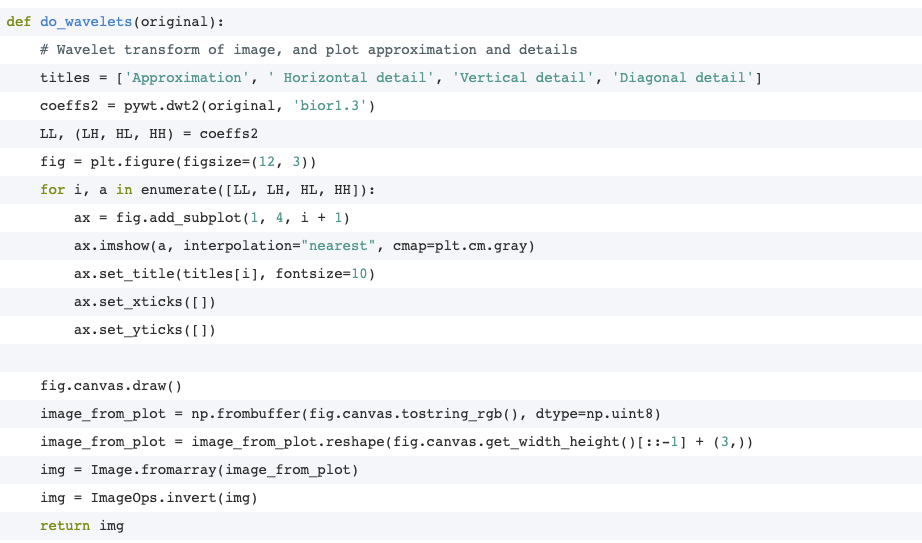 def do_wavelets(original):
    # Wavelet transform of image, and plot approximation and details
    titles = ['Approximation', ' Horizontal detail', 'Vertical detail', 'Diagonal detail']
    coeffs2 = pywt.dwt2(original, 'bior1.3')
    LL, (LH, HL, HH) = coeffs2
    fig = plt.figure(figsize=(12, 3))
    for i, a in enumerate([LL, LH, HL, HH]):
        ax = fig.add_subplot(1, 4, i + 1)
        ax.imshow(a, interpolation="nearest", cmap=plt.cm.gray)
        ax.set_title(titles[i], fontsize=10)
        ax.set_xticks([])
        ax.set_yticks([])

    fig.canvas.draw()
    image_from_plot = np.frombuffer(fig.canvas.tostring_rgb(), dtype=np.uint8)
    image_from_plot = image_from_plot.reshape(fig.canvas.get_width_height()[::-1] + (3,))
    img = Image.fromarray(image_from_plot)
    img = ImageOps.invert(img)
    return img